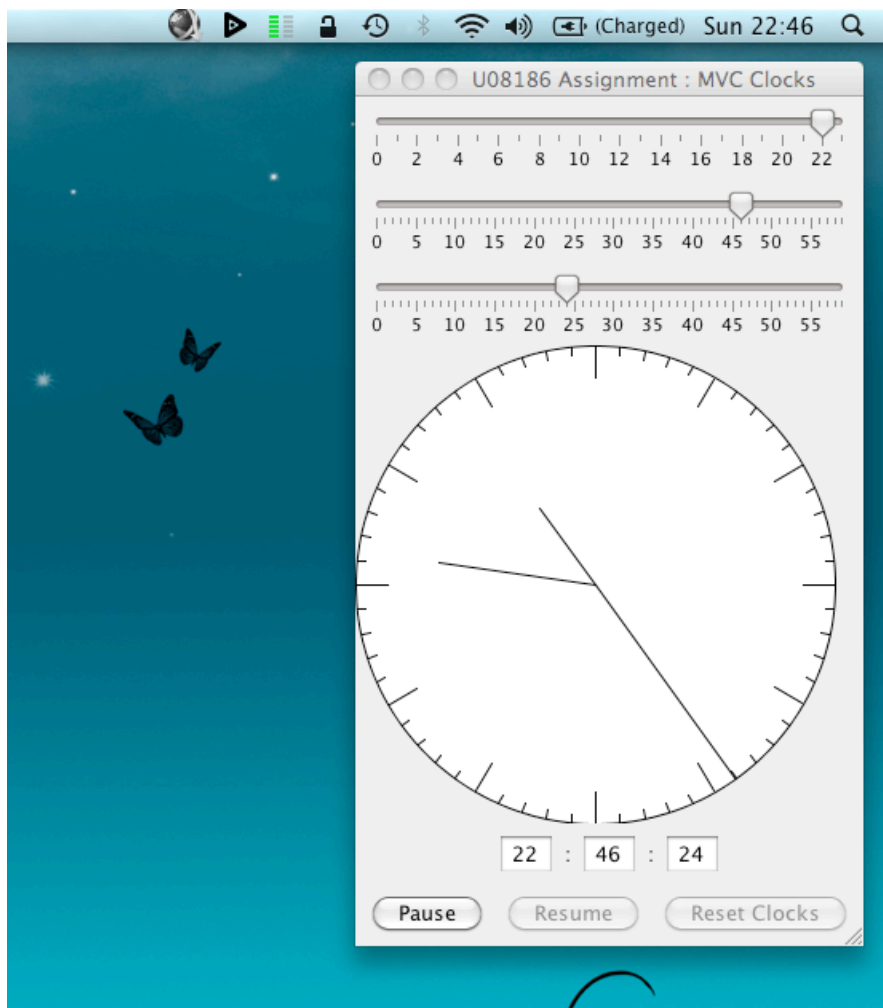 (Charged) Sun 22:46
U08186 Assignment : MVC Clocks
0 2 4 6 8 10 12 14 16 18 20 22
0 5 10 15 20 25 30 35 40 45 50 55
0 5 10 15 20 25 30 35 40 45 50 55
22 : 46 : 24
Pause Resume Reset Clocks